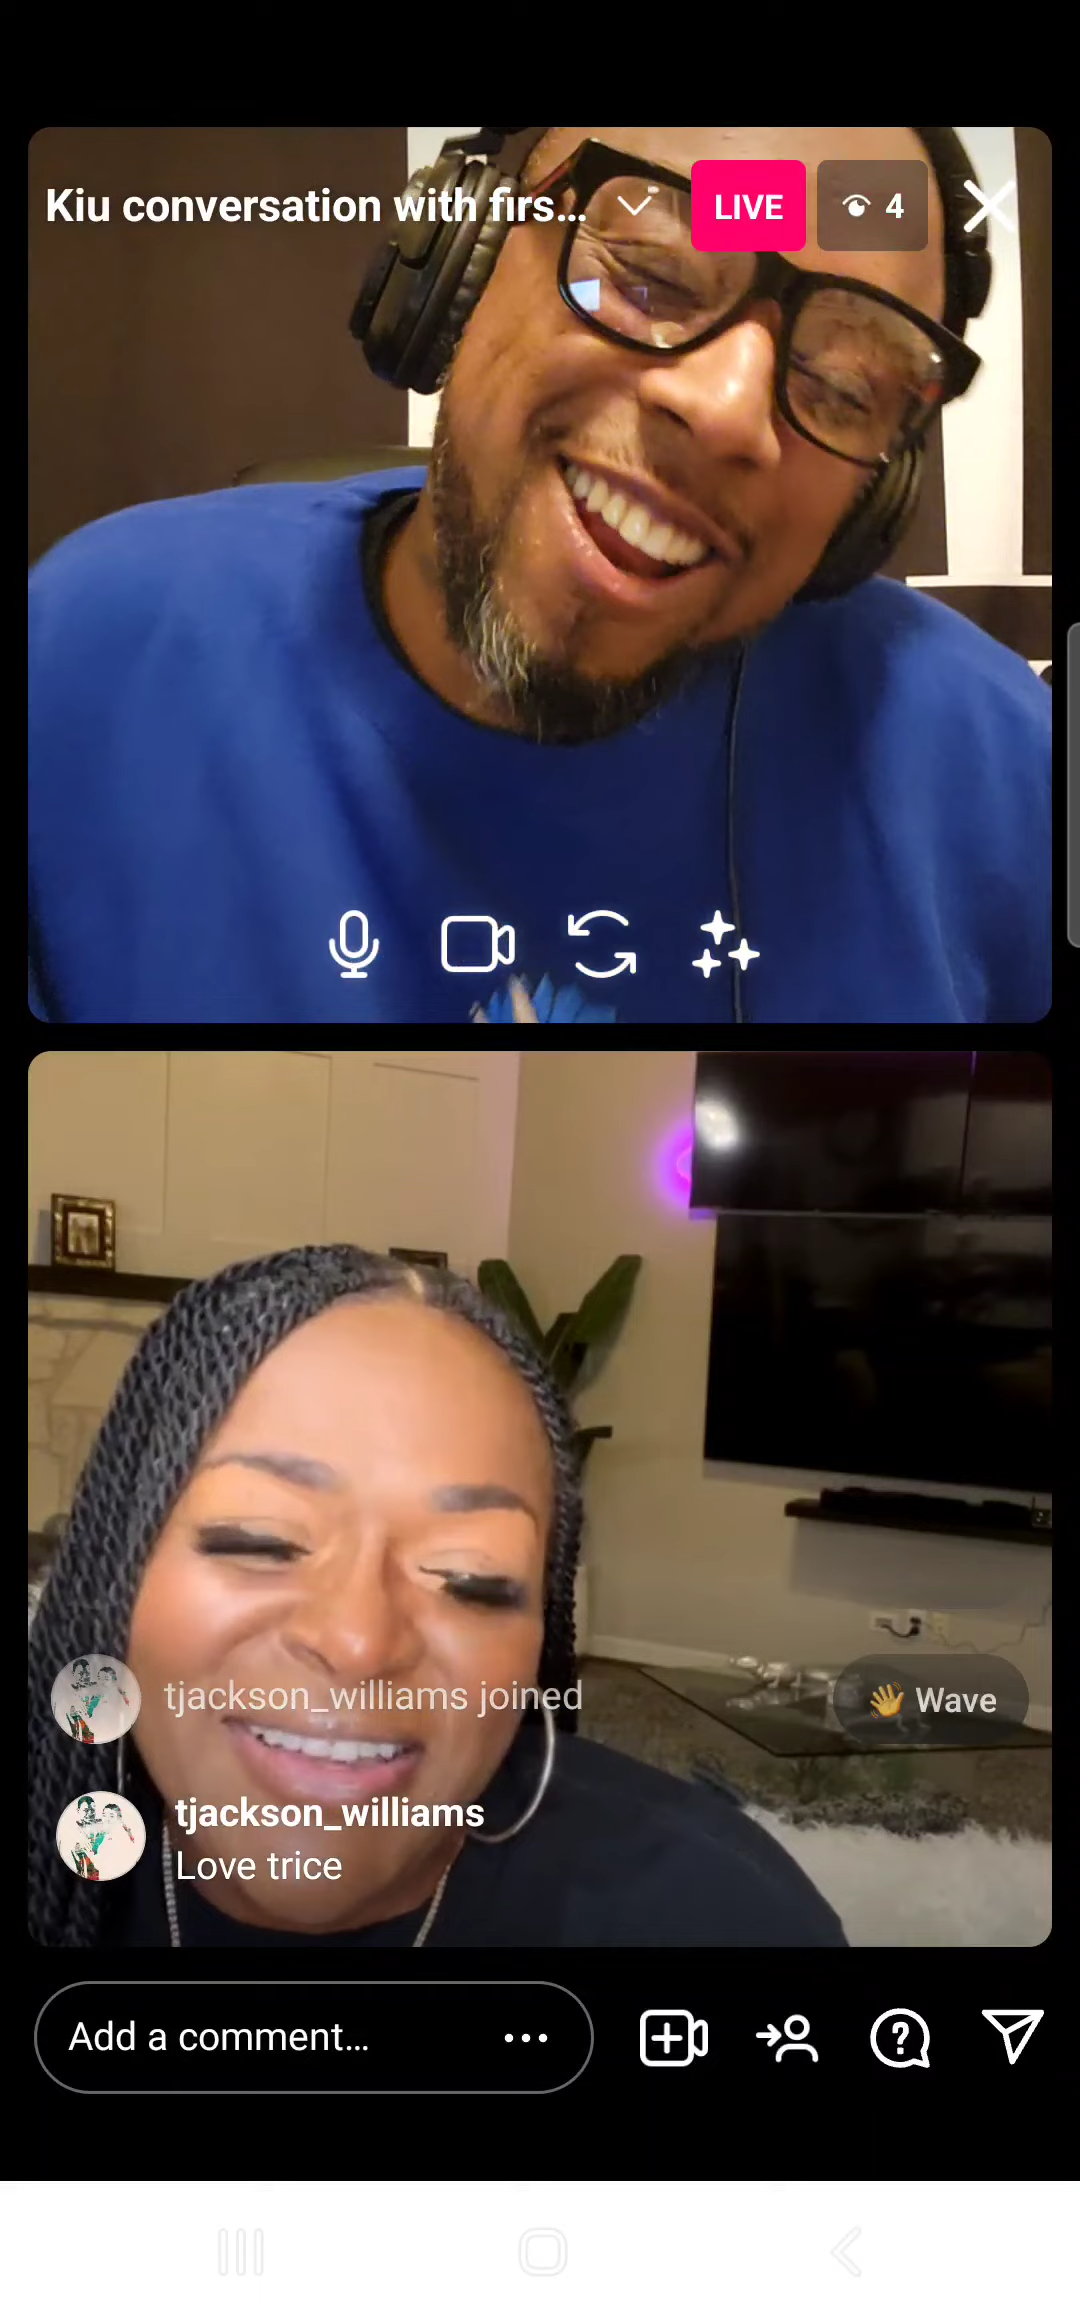 Kiu conversation with firs...
LIVE
4
tjackson_williams joined
👋 Wave
tjackson_williams
Love trice
Add a comment...